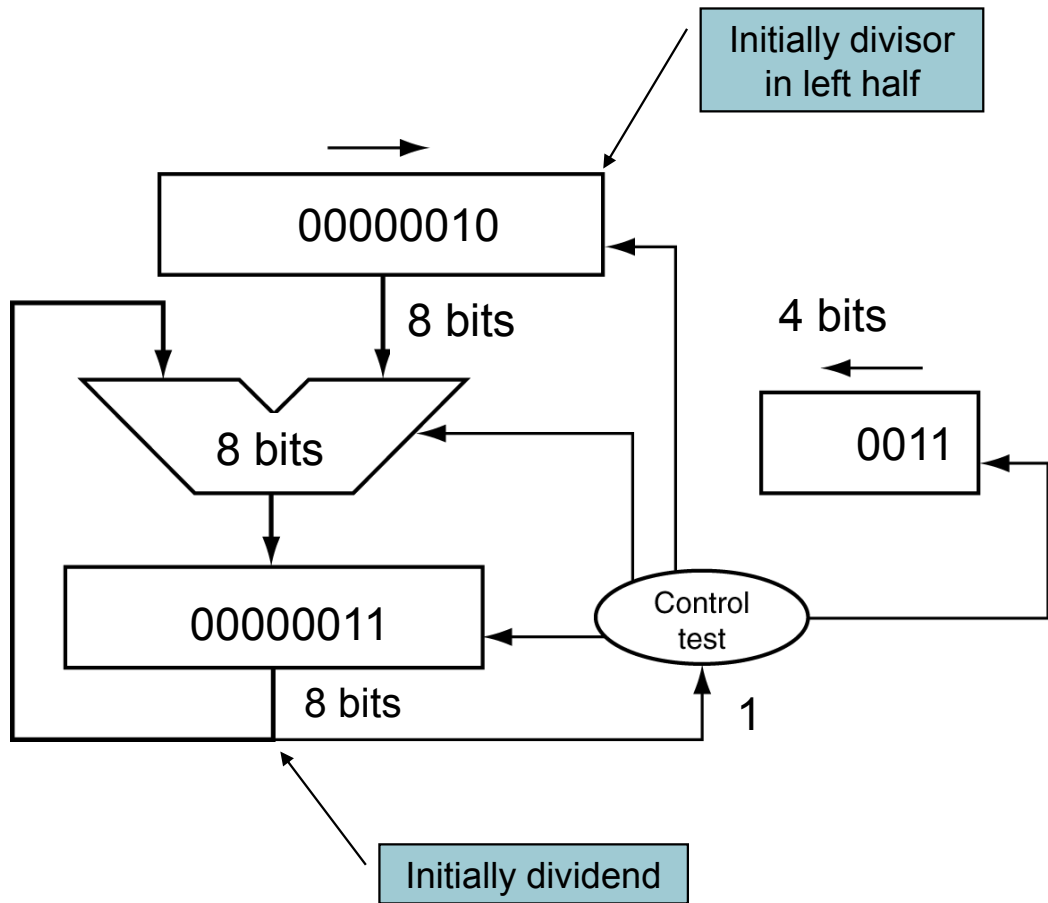 Initially divisor
in left half
00000010
8 bits
4 bits
8 bits
0011
Control
test
00000011
8 bits
1
Initially dividend